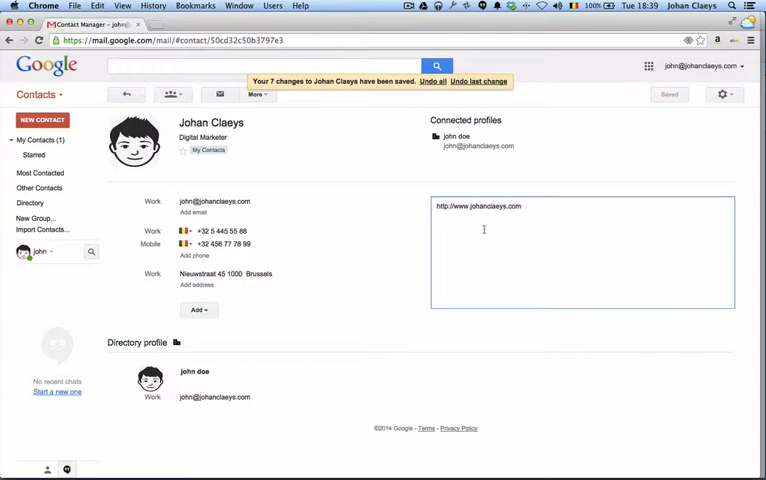 Chrome File Edit View History Bookmarks Window Users Help 100% Tue 18:39 Johan Claeys
Contact Manager - john@
https://mail.google.com/mail/#contact/50cd32c50b3797e3
Google
john@johanclaeys.com
Your 7 changes to Johan Claeys have been saved. Undo all Undo last change
Contacts
More
Saved
NEW CONTACT
My Contacts (1)
Starred
Most Contacted
Other Contacts
Directory
New Group...
Import Contacts...
john
No recent chats
Start a new one
Johan Claeys
Digital Marketer
My Contacts
Connected profiles
john doe
john@johanclaeys.com
Work john@johanclaeys.com
Add email
Work +32 5 445 55 88
Mobile +32 456 77 78 99
Add phone
Work Nieuwstraat 45 1000 Brussels
Add address
Add
http://www.johanclaeys.com
Directory profile
john doe
Work john@johanclaeys.com
©2014 Google - Terms - Privacy Policy